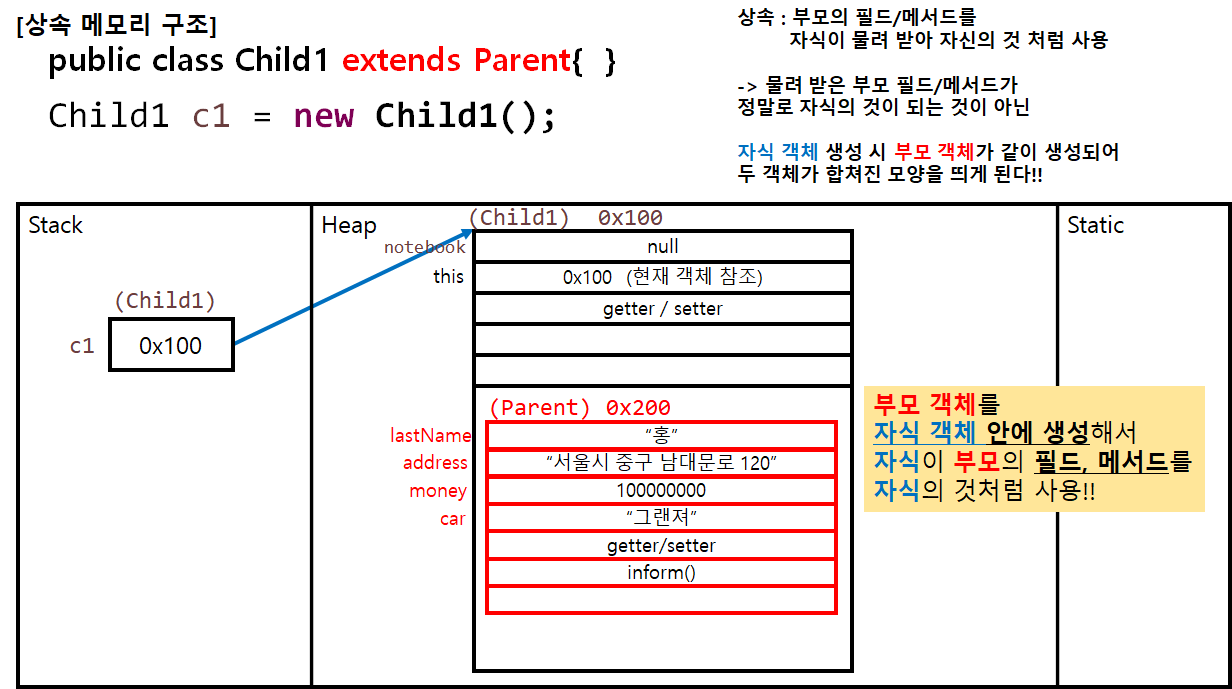 [상속 메모리 구조]
public class Child1 extends Parent{ }
Child1 c1 = new Child1();
상속 : 부모의 필드/메서드를
자식이 물려 받아 자신의 것 처럼 사용
-> 물려 받은 부모 필드/메서드가
정말로 자식의 것이 되는 것이 아닌
자식 객체 생성 시 부모 객체가 같이 생성되어
두 객체가 합쳐진 모양을 띄게 된다!!
Stack
(Child1)
c1 0x100
Heap
(Child1) 0x100
notebook null
this 0x100 (현재 객체 참조)
getter / setter
(Parent) 0x200
lastName “홍”
address “서울시 중구 남대문로 120”
money 100000000
car “그랜져”
getter/setter
inform()
Static
부모 객체를
자식 객체 안에 생성해서
자식이 부모의 필드, 메서드를
자식의 것처럼 사용!!